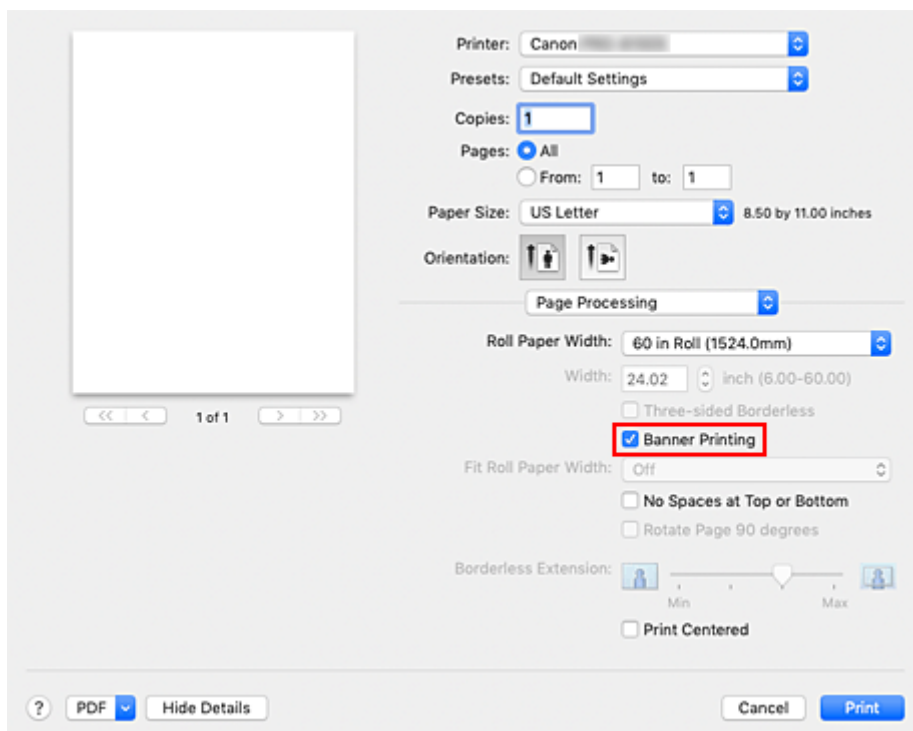 Printer: Canon
Presets: Default Settings
Copies: 1
Pages: All
From: 1 to: 1
Paper Size: US Letter 8.50 by 11.00 inches
Orientation:
Page Processing
Roll Paper Width: 60 in Roll (1524.0mm)
Width: 24.02 inch (6.00-60.00)
Three-sided Borderless
Banner Printing
Fit Roll Paper Width: Off
No Spaces at Top or Bottom
Rotate Page 90 degrees
Borderless Extension:
Min Max
Print Centered
1 of 1
? PDF Hide Details Cancel Print